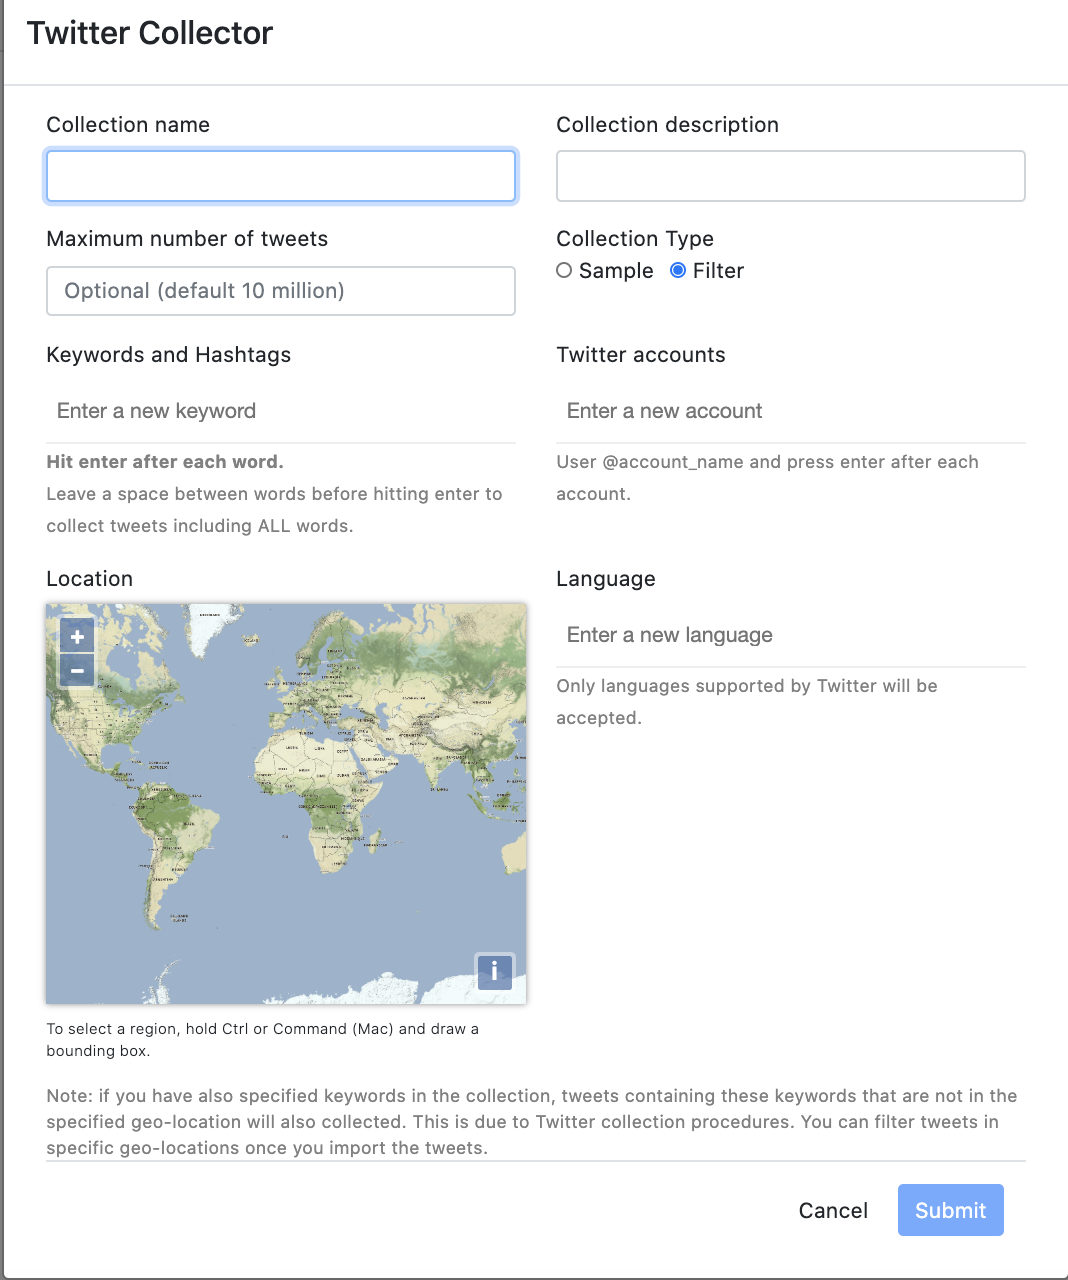 Twitter Collector
Collection name
Collection description
Maximum number of tweets
Collection Type
Optional (default 10 million)
Sample
Filter
Keywords and Hashtags
Twitter accounts
Enter a new keyword
Enter a new account
Hit enter after each word.
Leave a space between words before hitting enter to
collect tweets including ALL words.
User @account_name and press enter after each
account.
Location
Language
+
−
Enter a new language
Only languages supported by Twitter will be
accepted.
i
To select a region, hold Ctrl or Command (Mac) and draw a
bounding box.
Note: if you have also specified keywords in the collection, tweets containing these keywords that are not in the
specified geo-location will also collected. This is due to Twitter collection procedures. You can filter tweets in
specific geo-locations once you import the tweets.
Cancel
Submit